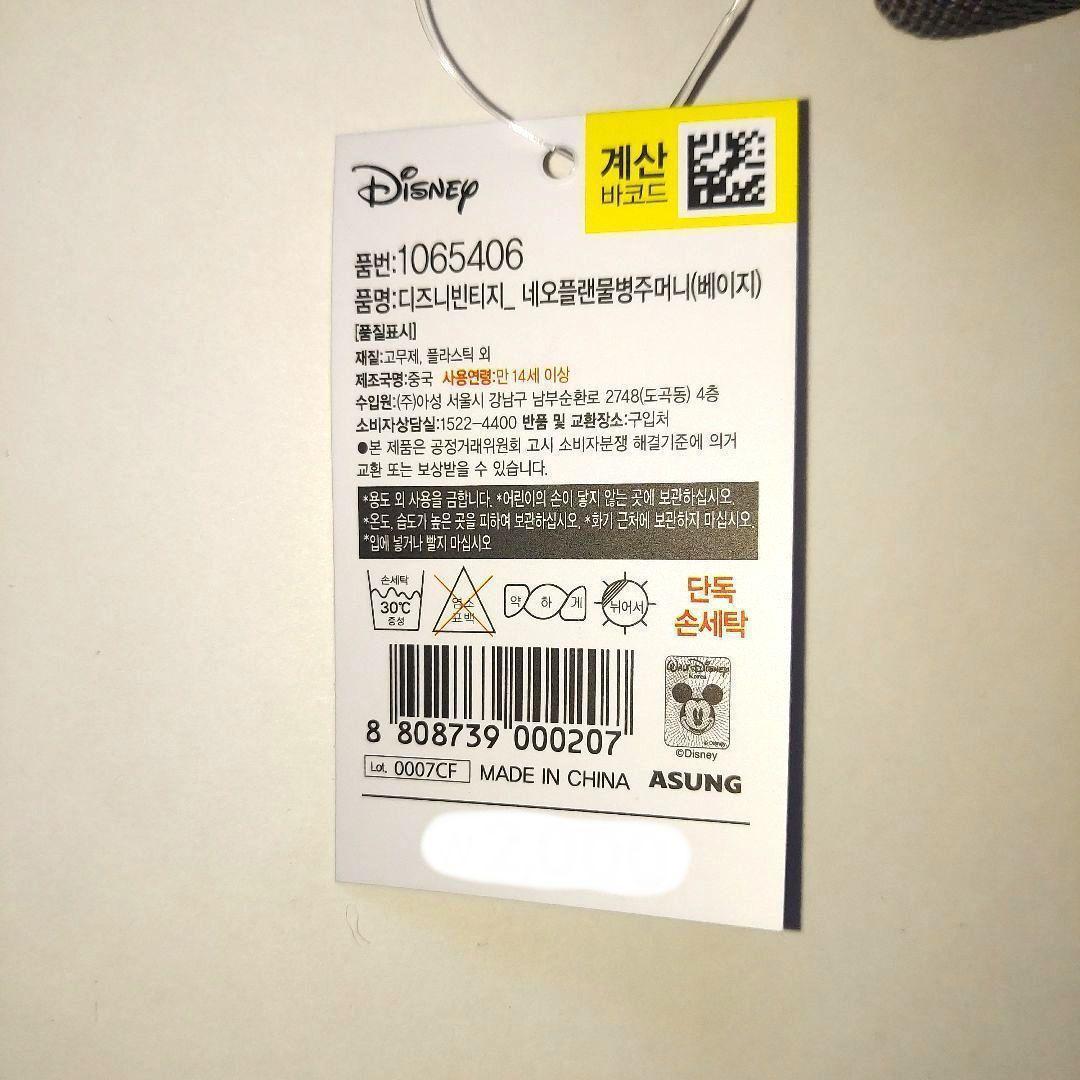 Disney
계산
바코드
품번:1065406
품명:디즈니빈티지_ 네오플랜물병주머니(베이지)
[품질표시]
재질:고무제, 플라스틱 외
제조국명:중국 사용연령:만 14세 이상
수입원:(주)아성 서울시 강남구 남부순환로 2748(도곡동) 4층
소비자상담실:1522-4400 반품 및 교환장소:구입처
●본 제품은 공정거래위원회 고시 소비자분쟁 해결기준에 의거
교환 또는 보상받을 수 있습니다.
*용도 외 사용을 금합니다. *어린이의 손이 닿지 않는 곳에 보관하십시오.
*온도, 습도가 높은 곳을 피하여 보관하십시오. *화기 근처에 보관하지 마십시오.
*입에 넣거나 빨지 마십시오
손세탁
30℃
중성
염소
표백
약 하 게
뉘어서
단독
손세탁
WALT DISNEY
Korea
©Disney
©Disney
8 808739 000207
Lot. 0007CF MADE IN CHINA ASUNG